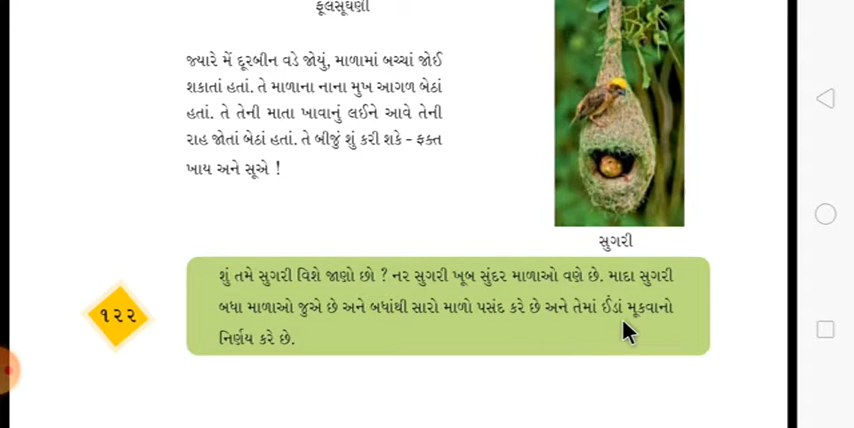 ફૂલસૂંઘણી
જ્યારે મેં દૂરબીન વડે જોયું, માળામાં બચ્ચાં જોઈ
શકાતાં હતાં. તે માળાના નાના મુખ આગળ બેઠાં
હતાં. તે તેની માતા ખાવાનું લઈને આવે તેની
રાહ જોતાં બેઠાં હતાં. તે બીજું શું કરી શકે - ફક્ત
ખાય અને સૂએ !
સુગરી
શું તમે સુગરી વિશે જાણો છો ? નર સુગરી ખૂબ સુંદર માળાઓ વણે છે. માદા સુગરી
બધા માળાઓ જુએ છે અને બધાંથી સારો માળો પસંદ કરે છે અને તેમાં ઈંડાં મૂકવાનો
નિર્ણય કરે છે.
૧૨૨